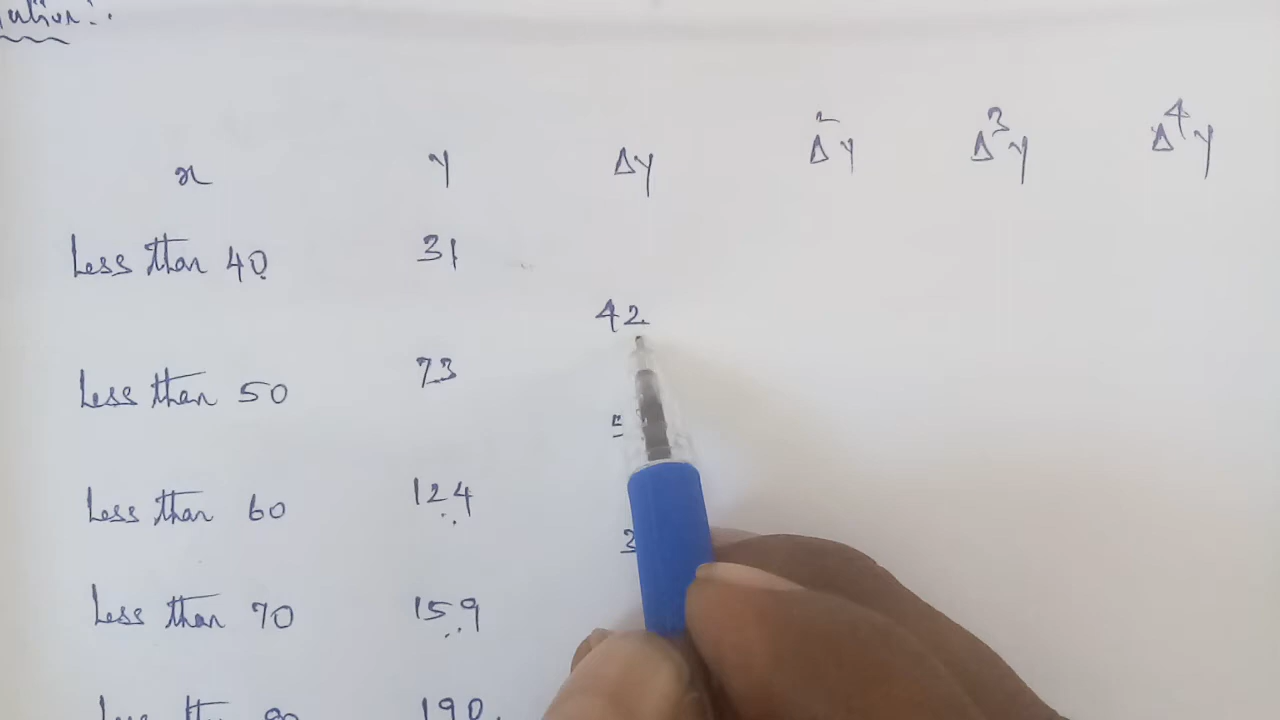 x y Δy Δ²y Δ³y Δ⁴y
Less than 40 31
42
Less than 50 73
Less than 60 124
Less than 70 159
190